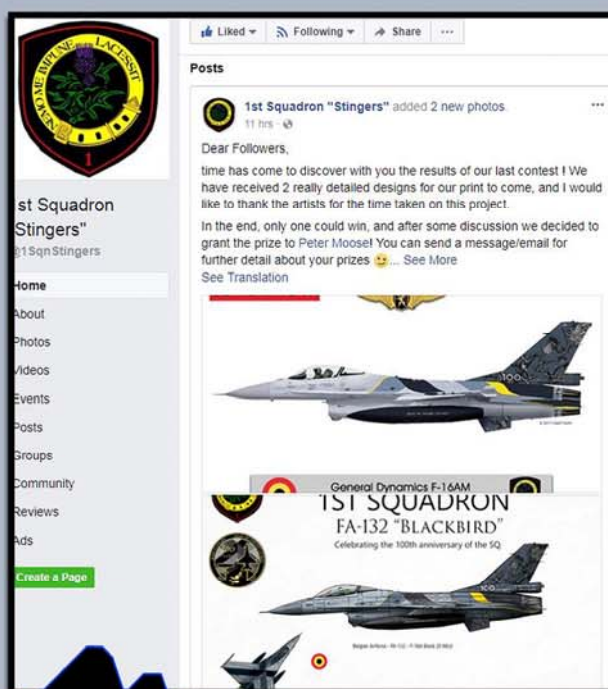 NEMO ME IMPUNE LACESSIT
1
Liked
Following
Share
...
st Squadron
Stingers"
@1SqnStingers
Home
About
Photos
Videos
Events
Posts
Groups
Community
Reviews
Ads
Create a Page
Posts
1st Squadron "Stingers" added 2 new photos.
...
11 hrs ·
Dear Followers,
time has come to discover with you the results of our last contest ! We
have received 2 really detailed designs for our print to come, and I would
like to thank the artists for the time taken on this project.
In the end, only one could win, and after some discussion we decided to
grant the prize to Peter Moose! You can send a message/email for
further detail about your prizes 😉... See More
See Translation
100
General Dynamics F-16AM
1ST SQUADRON
FA-132 "BLACKBIRD"
Celebrating the 100th anniversary of the SQ
100